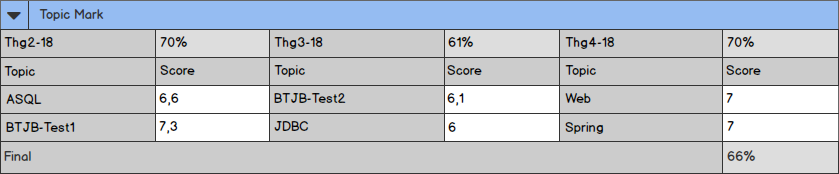 Topic Mark
Thg2-18 70% Thg3-18 61% Thg4-18 70%
Topic Score Topic Score Topic Score
ASQL 6,6 BTJB-Test2 6,1 Web 7
BTJB-Test1 7,3 JDBC 6 Spring 7
Final 66%